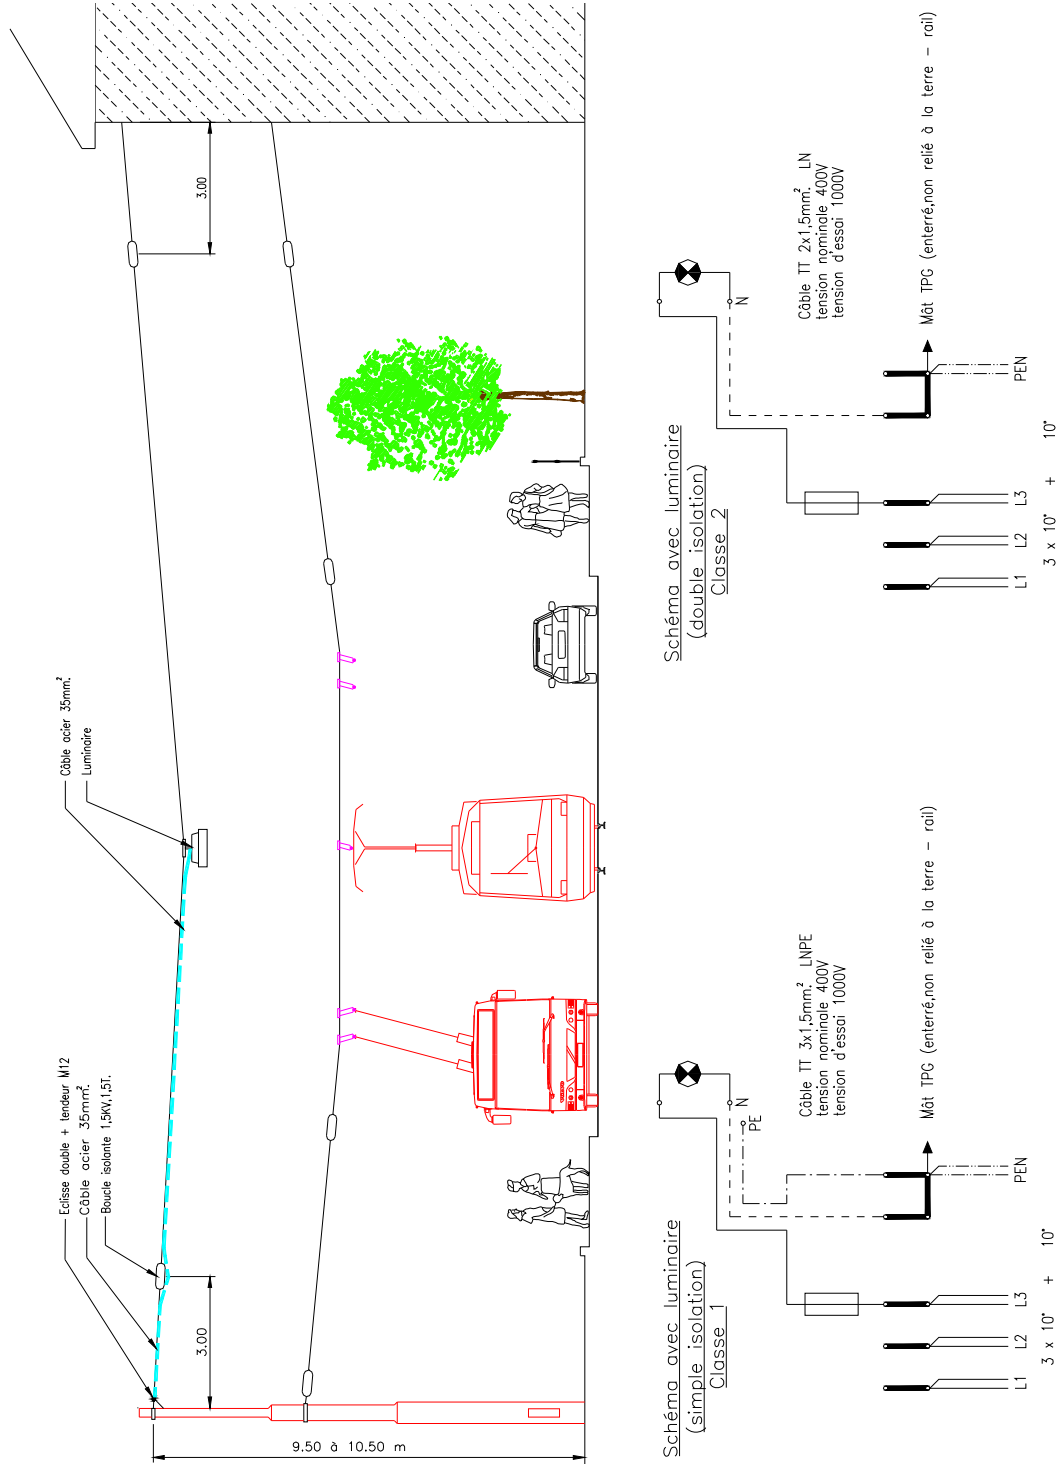 Eclisse double + tendeur M12
Câble acier 35mm².
Boucle isolante 1,5KV,1,5T.
Câble acier 35mm².
Luminaire
3.00
3.00
9.50 à 10.50 m
Schéma avec luminaire
(simple isolation)
Classe 1
N
PE
Câble TT 3x1,5mm². LNPE
tension nominale 400V
tension d'essai 1000V
Mât TPG (enterré,non relié à la terre – rail)
L1 L2 L3 PEN
3 x 10° + 10°
Schéma avec luminaire
(double isolation)
Classe 2
N
Câble TT 2x1,5mm². LN
tension nominale 400V
tension d'essai 1000V
Mât TPG (enterré,non relié à la terre – rail)
L1 L2 L3 PEN
3 x 10° + 10°